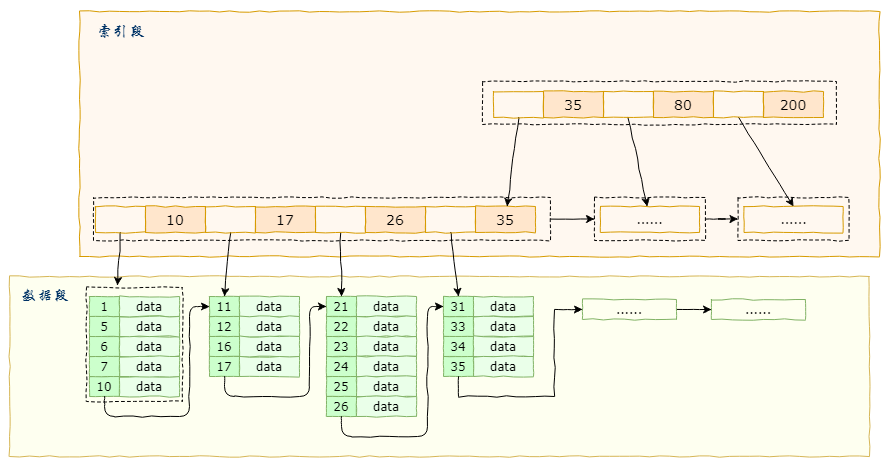 索引段
35 80 200
10 17 26 35
......
......
数据段
1 data
5 data
6 data
7 data
10 data
11 data
12 data
16 data
17 data
21 data
22 data
23 data
24 data
25 data
26 data
31 data
33 data
34 data
35 data
......
......